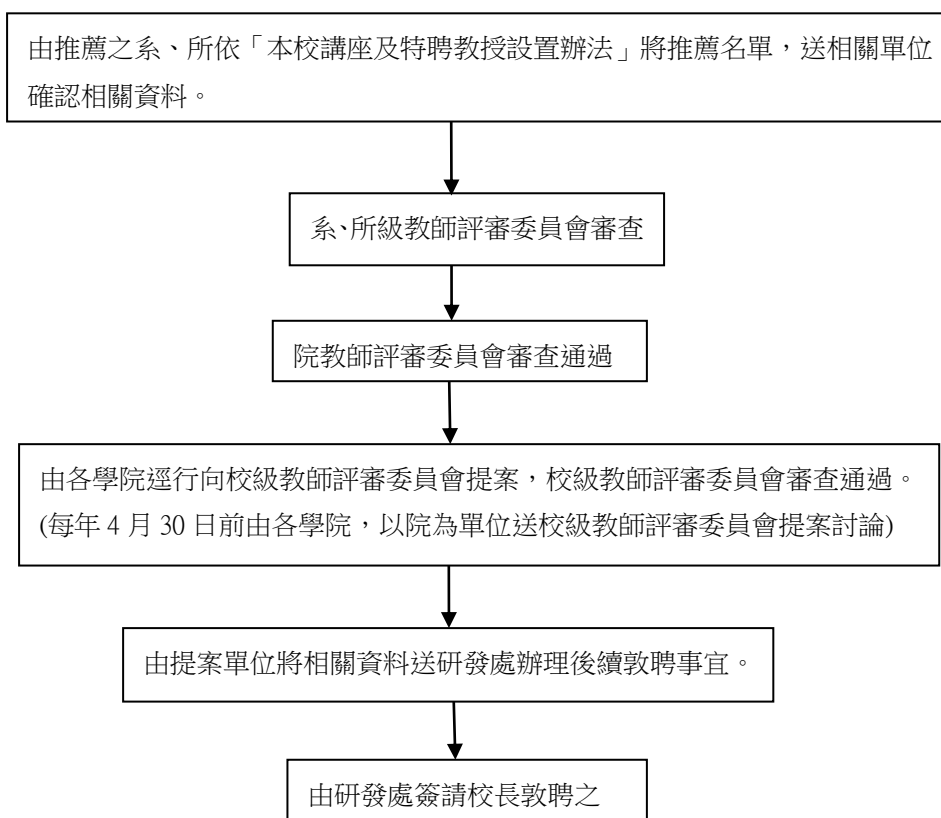 由推薦之系、所依「本校講座及特聘教授設置辦法」將推薦名單，送相關單位
確認相關資料。
系、所級教師評審委員會審查
院教師評審委員會審查通過
由各學院逕行向校級教師評審委員會提案，校級教師評審委員會審查通過。
(每年 4 月 30 日前由各學院，以院為單位送校級教師評審委員會提案討論)
由提案單位將相關資料送研發處辦理後續敦聘事宜。
由研發處簽請校長敦聘之